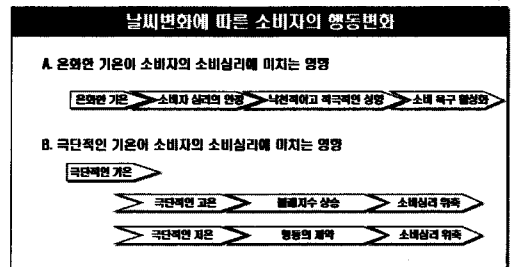 날씨변화에 따른 소비자의 행동변화
A. 온화한 기온이 소비자의 소비심리에 미치는 영향
온화한 기온 소비자 심리의 안정 낙천적이고 적극적인 성향 소비 욕구 활성화
B. 극단적인 기온이 소비자의 소비심리에 미치는 영향
극단적인 기온
극단적인 고온 불쾌지수 상승 소비심리 위축
극단적인 저온 행동의 제약 소비심리 위축